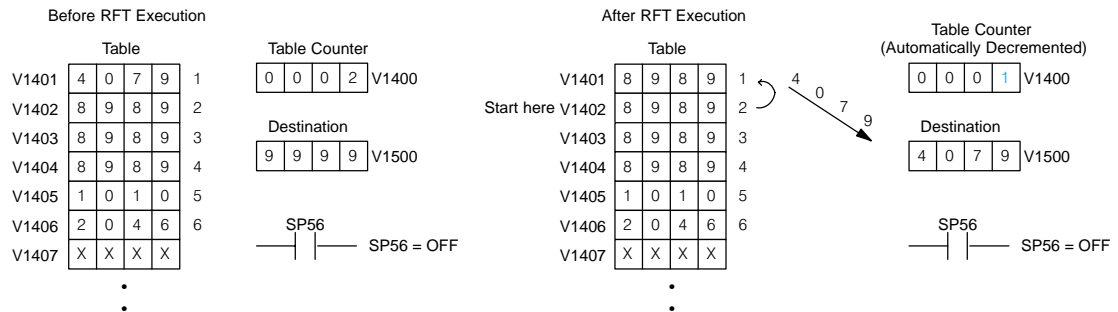 Before RFT Execution
Table
V1401 4 0 7 9 1
V1402 8 9 8 9 2
V1403 8 9 8 9 3
V1404 8 9 8 9 4
V1405 1 0 1 0 5
V1406 2 0 4 6 6
V1407 X X X X
Table Counter
0 0 0 2 V1400
Destination
9 9 9 9 V1500
SP56
SP56 = OFF
After RFT Execution
Table
V1401 8 9 8 9 1
Start here V1402 8 9 8 9 2
V1403 8 9 8 9 3
V1404 8 9 8 9 4
V1405 1 0 1 0 5
V1406 2 0 4 6 6
V1407 X X X X
4 0 7 9
Table Counter
(Automatically Decremented)
0 0 0 1 V1400
Destination
4 0 7 9 V1500
SP56
SP56 = OFF